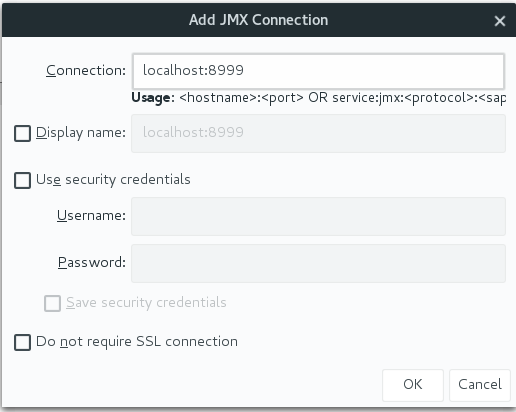 Add JMX Connection
Connection: localhost:8999
Usage: <hostname>:<port> OR service:jmx:<protocol>:<sap
Display name: localhost:8999
Use security credentials
Username:
Password:
Save security credentials
Do not require SSL connection
OK Cancel